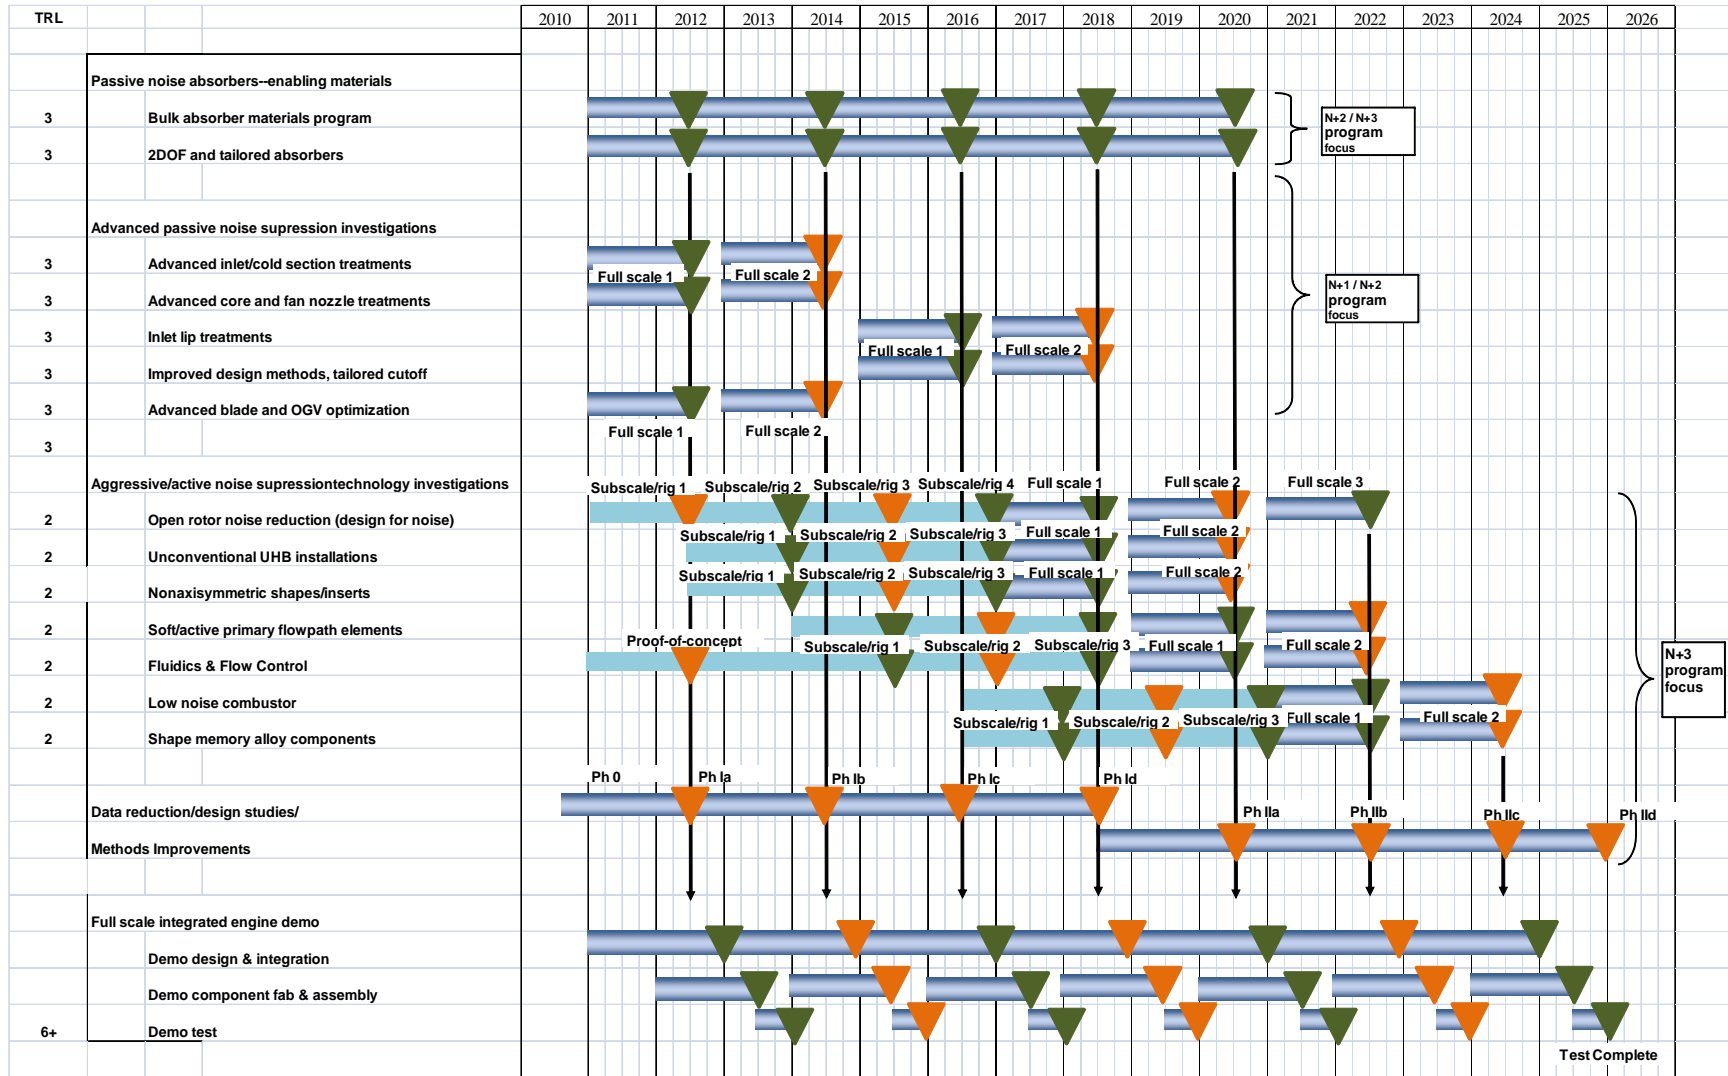 TRL 2010 2011 2012 2013 2014 2015 2016 2017 2018 2019 2020 2021 2022 2023 2024 2025 2026
Passive noise absorbers--enabling materials
3 Bulk absorber materials program
N+2 / N+3
program
focus
3 2DOF and tailored absorbers
Advanced passive noise supression investigations
3 Advanced inlet/cold section treatments
Full scale 1 Full scale 2
3 Advanced core and fan nozzle treatments
N+1 / N+2
program
focus
3 Inlet lip treatments
Full scale 1 Full scale 2
3 Improved design methods, tailored cutoff
3 Advanced blade and OGV optimization
Full scale 1 Full scale 2
3
Aggressive/active noise supressiontechnology investigations
Subscale/rig 1 Subscale/rig 2 Subscale/rig 3 Subscale/rig 4 Full scale 1 Full scale 2 Full scale 3
2 Open rotor noise reduction (design for noise)
Subscale/rig 1 Subscale/rig 2 Subscale/rig 3 Full scale 1 Full scale 2
2 Unconventional UHB installations
Subscale/rig 1 Subscale/rig 2 Subscale/rig 3 Full scale 1 Full scale 2
2 Nonaxisymmetric shapes/inserts
2 Soft/active primary flowpath elements
Proof-of-concept Subscale/rig 1 Subscale/rig 2 Subscale/rig 3 Full scale 1 Full scale 2
2 Fluidics & Flow Control
N+3
program
focus
2 Low noise combustor
Subscale/rig 1 Subscale/rig 2 Subscale/rig 3 Full scale 1 Full scale 2
2 Shape memory alloy components
Ph 0 Ph Ia Ph Ib Ph Ic Ph Id
Data reduction/design studies/
Ph IIa Ph IIb Ph IIc Ph IId
Methods Improvements
Full scale integrated engine demo
Demo design & integration
Demo component fab & assembly
6+ Demo test
Test Complete